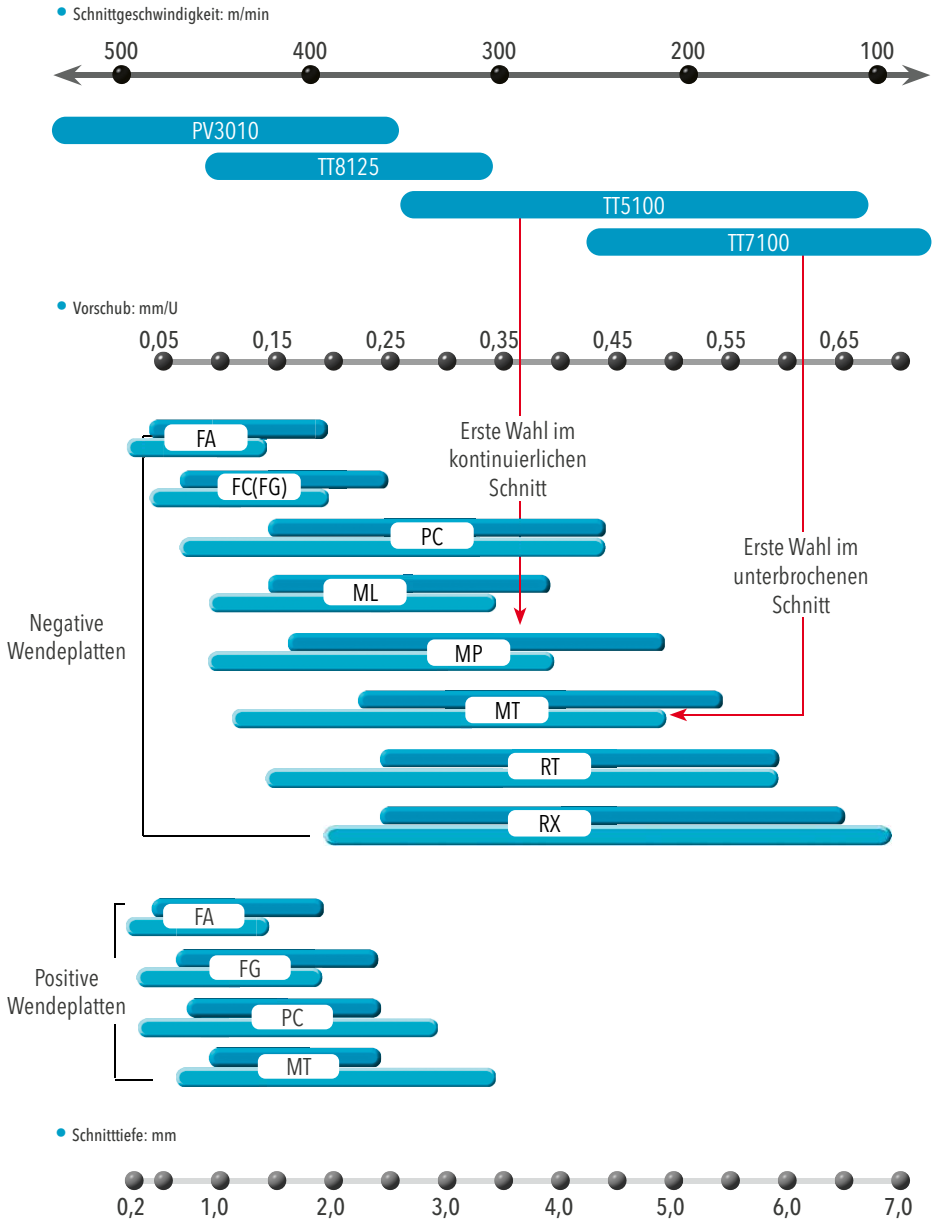 Schnittgeschwindigkeit: m/min
500 400 300 200 100
PV3010
TT8125
TT5100
TT7100
Vorschub: mm/U
0,05 0,15 0,25 0,35 0,45 0,55 0,65
FA
FC(FG)
PC
ML
MP
MT
RT
RX
Erste Wahl im
kontinuierlichen
Schnitt
Erste Wahl im
unterbrochenen
Schnitt
Negative
Wendeplatten
FA
FG
PC
MT
Positive
Wendeplatten
Schnitttiefe: mm
0,2 1,0 2,0 3,0 4,0 5,0 6,0 7,0